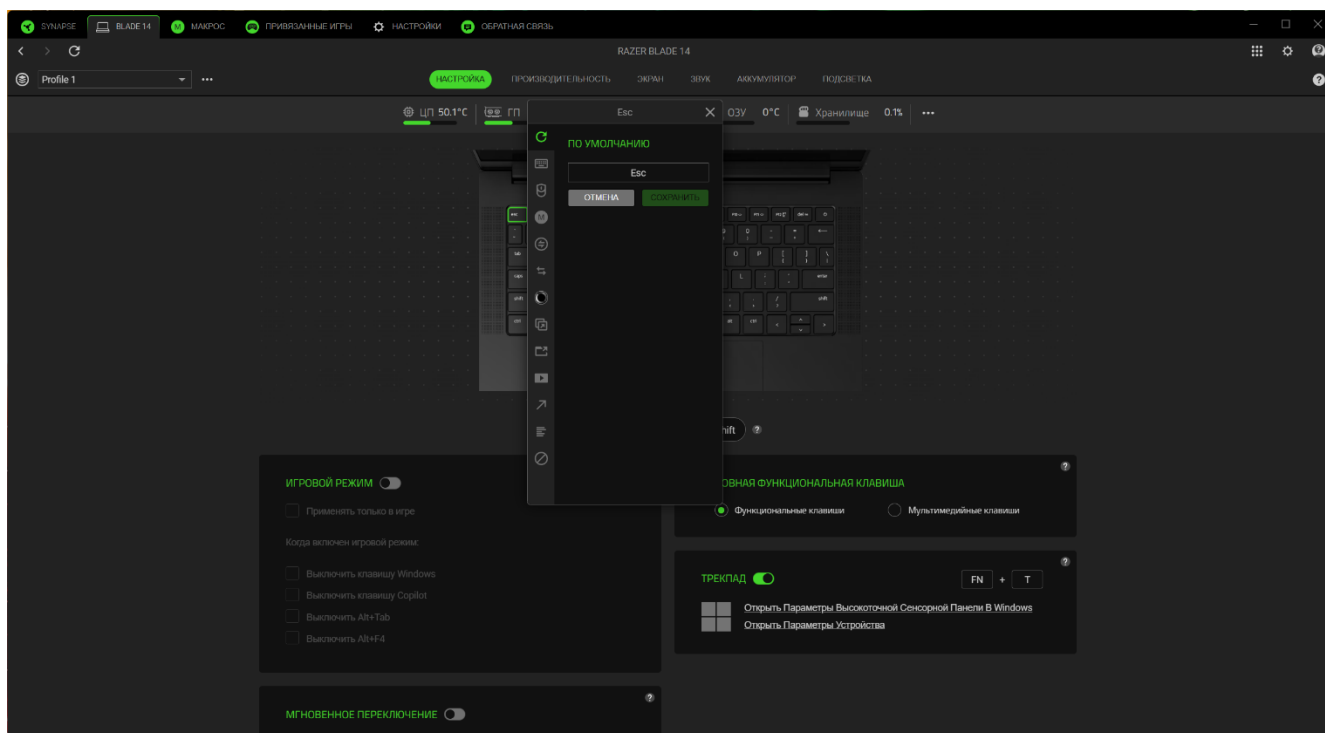 SYNAPSE BLADE 14 МАКРОС ПРИВЯЗАННЫЕ ИГРЫ НАСТРОЙКИ ОБРАТНАЯ СВЯЗЬ
RAZER BLADE 14
Profile 1 НАСТРОЙКА ПРОИЗВОДИТЕЛЬНОСТЬ ЭКРАН ЗВУК АККУМУЛЯТОР ПОДСВЕТКА
ЦП 50.1°C ГП ОЗУ 0°C Хранилище 0.1%
Esc
ПО УМОЛЧАНИЮ
Esc
ОТМЕНА СОХРАНИТЬ
ИГРОВОЙ РЕЖИМ
Применять только в игре
Когда включен игровой режим:
Выключить клавишу Windows
Выключить клавишу Copilot
Выключить Alt+Tab
Выключить Alt+F4
МГНОВЕННОЕ ПЕРЕКЛЮЧЕНИЕ
ФУНКЦИОНАЛЬНАЯ КЛАВИША
Функциональные клавиши Мультимедийные клавиши
ТРЕКПАД FN + T
Открыть Параметры Высокоточной Сенсорной Панели В Windows
Открыть Параметры Устройства